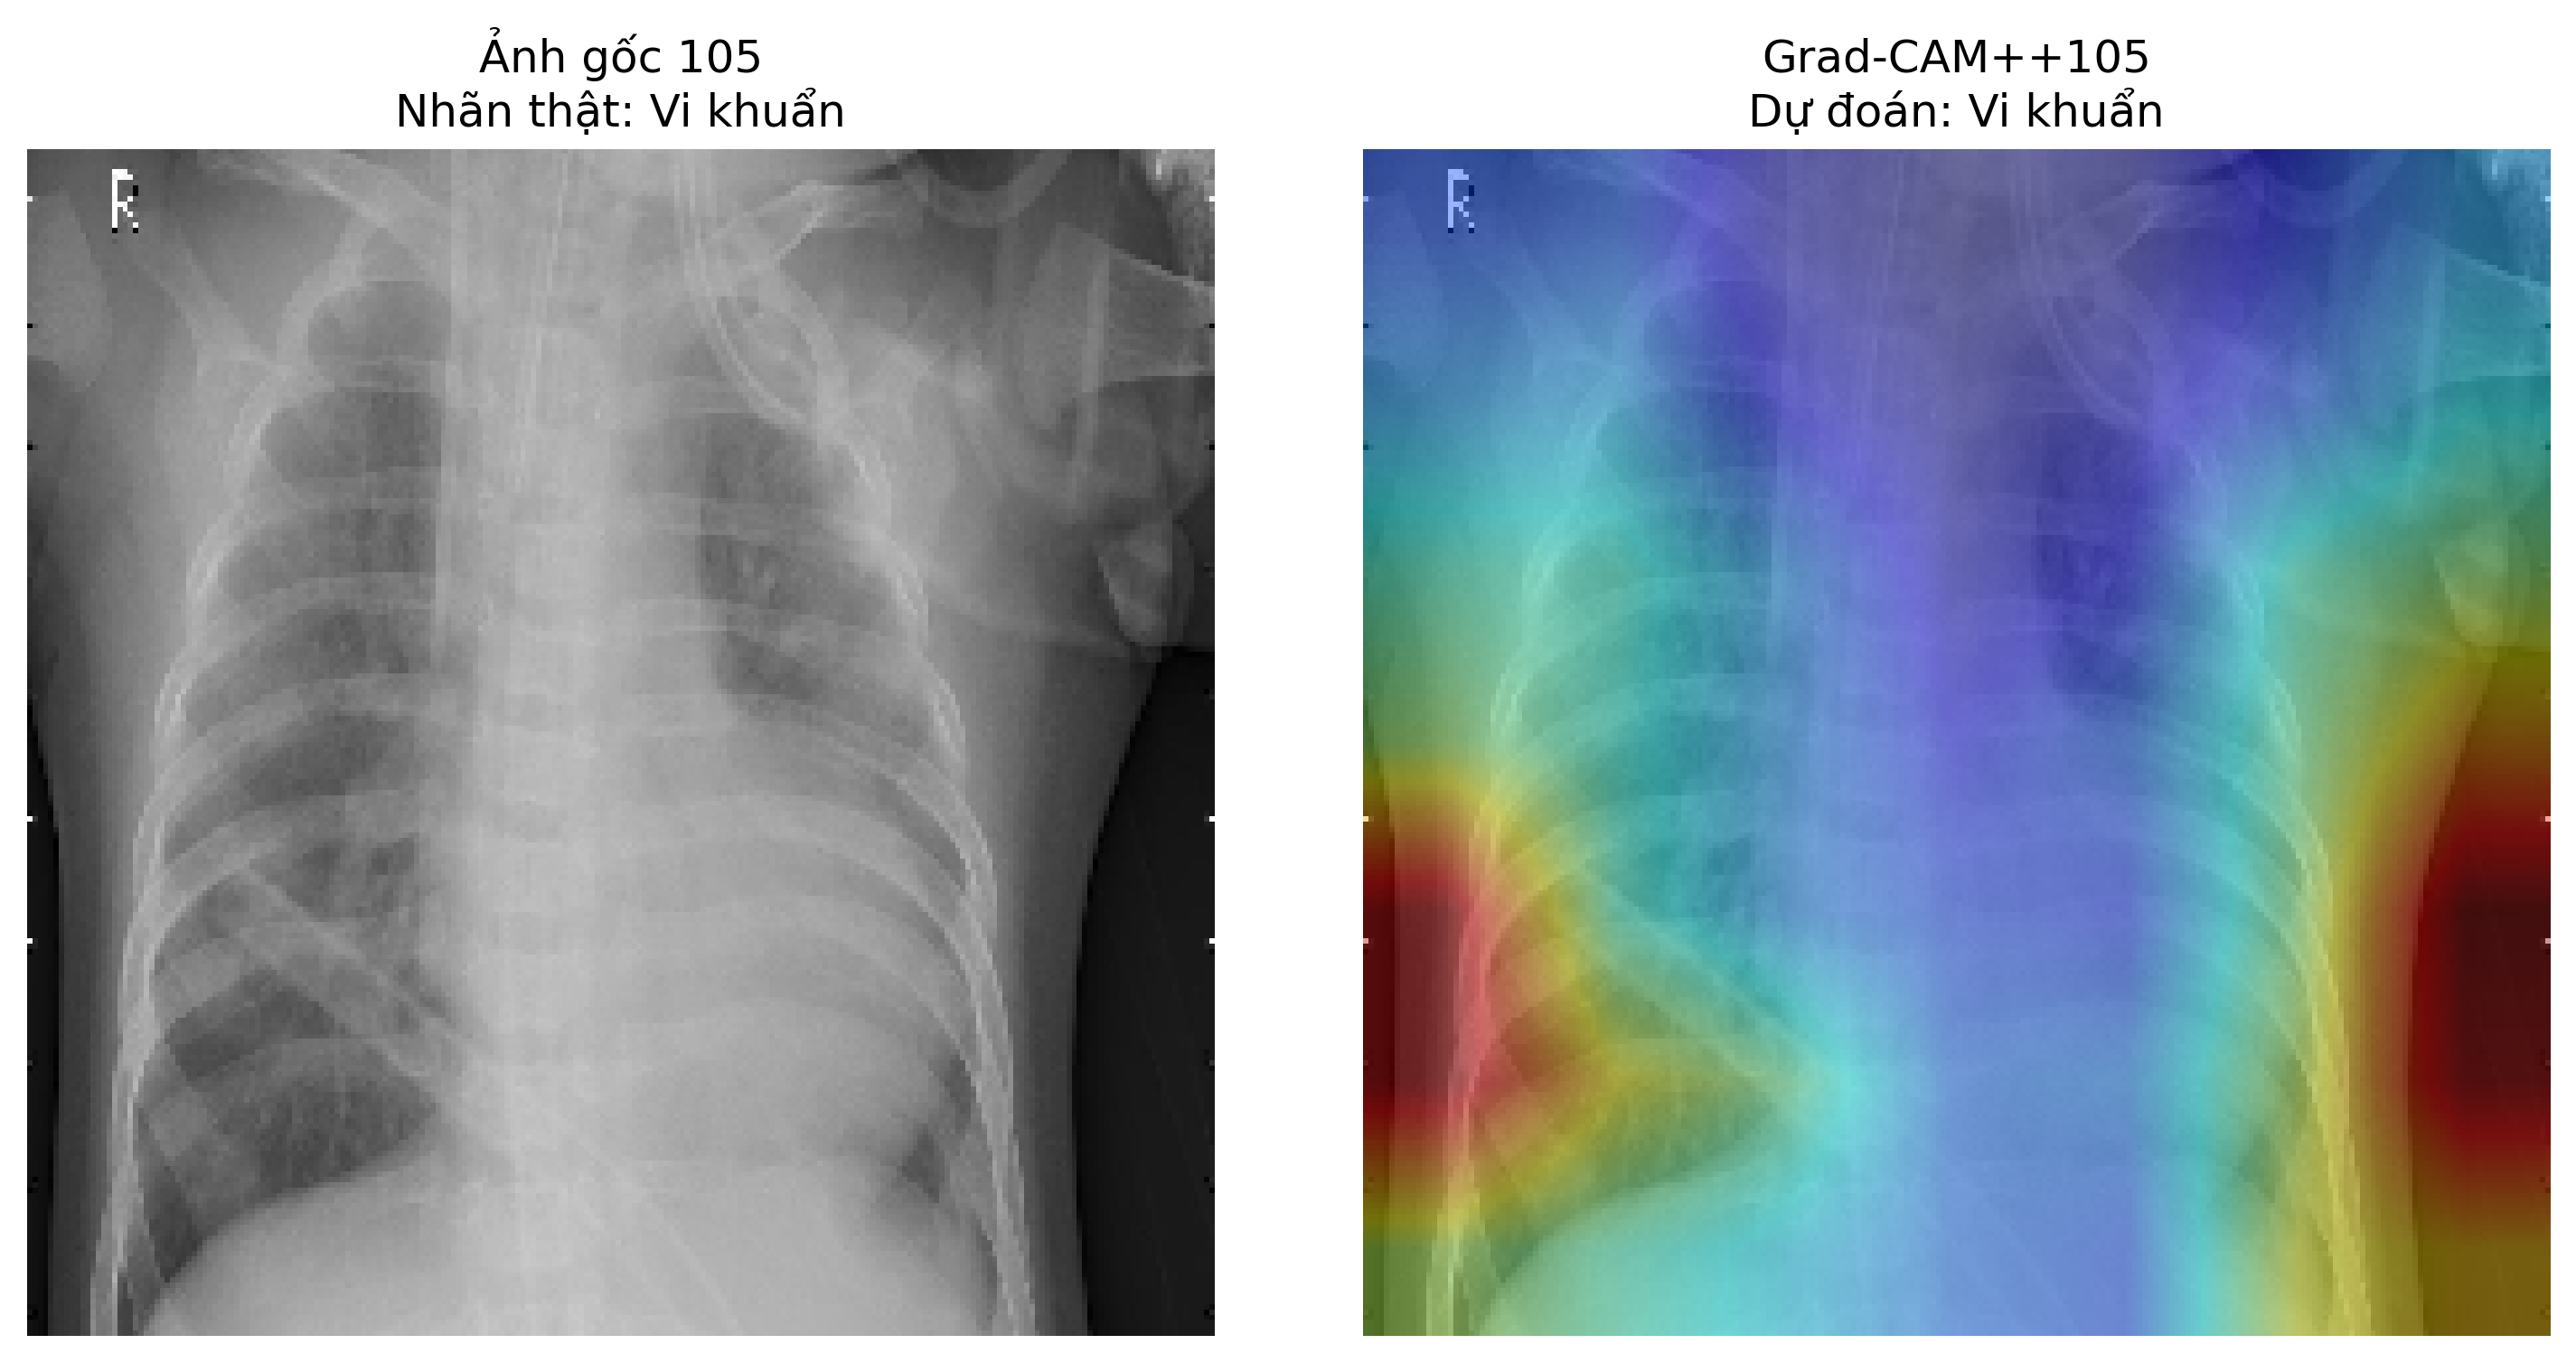 Ảnh gốc 105
Nhãn thật: Vi khuẩn
R
Grad-CAM++105
Dự đoán: Vi khuẩn
R